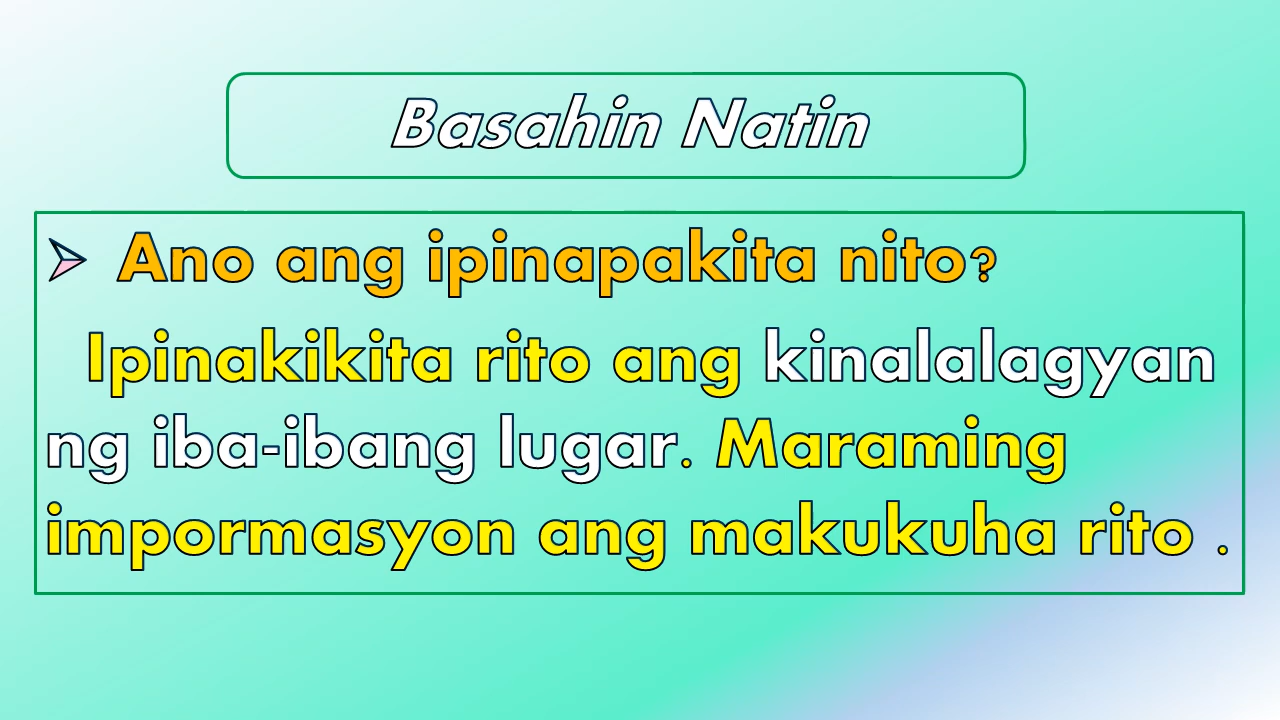 Basahin Natin
Ano ang ipinapakita nito?
Ipinakikita rito ang kinalalagyan
ng iba-ibang lugar. Maraming
impormasyon ang makukuha rito .